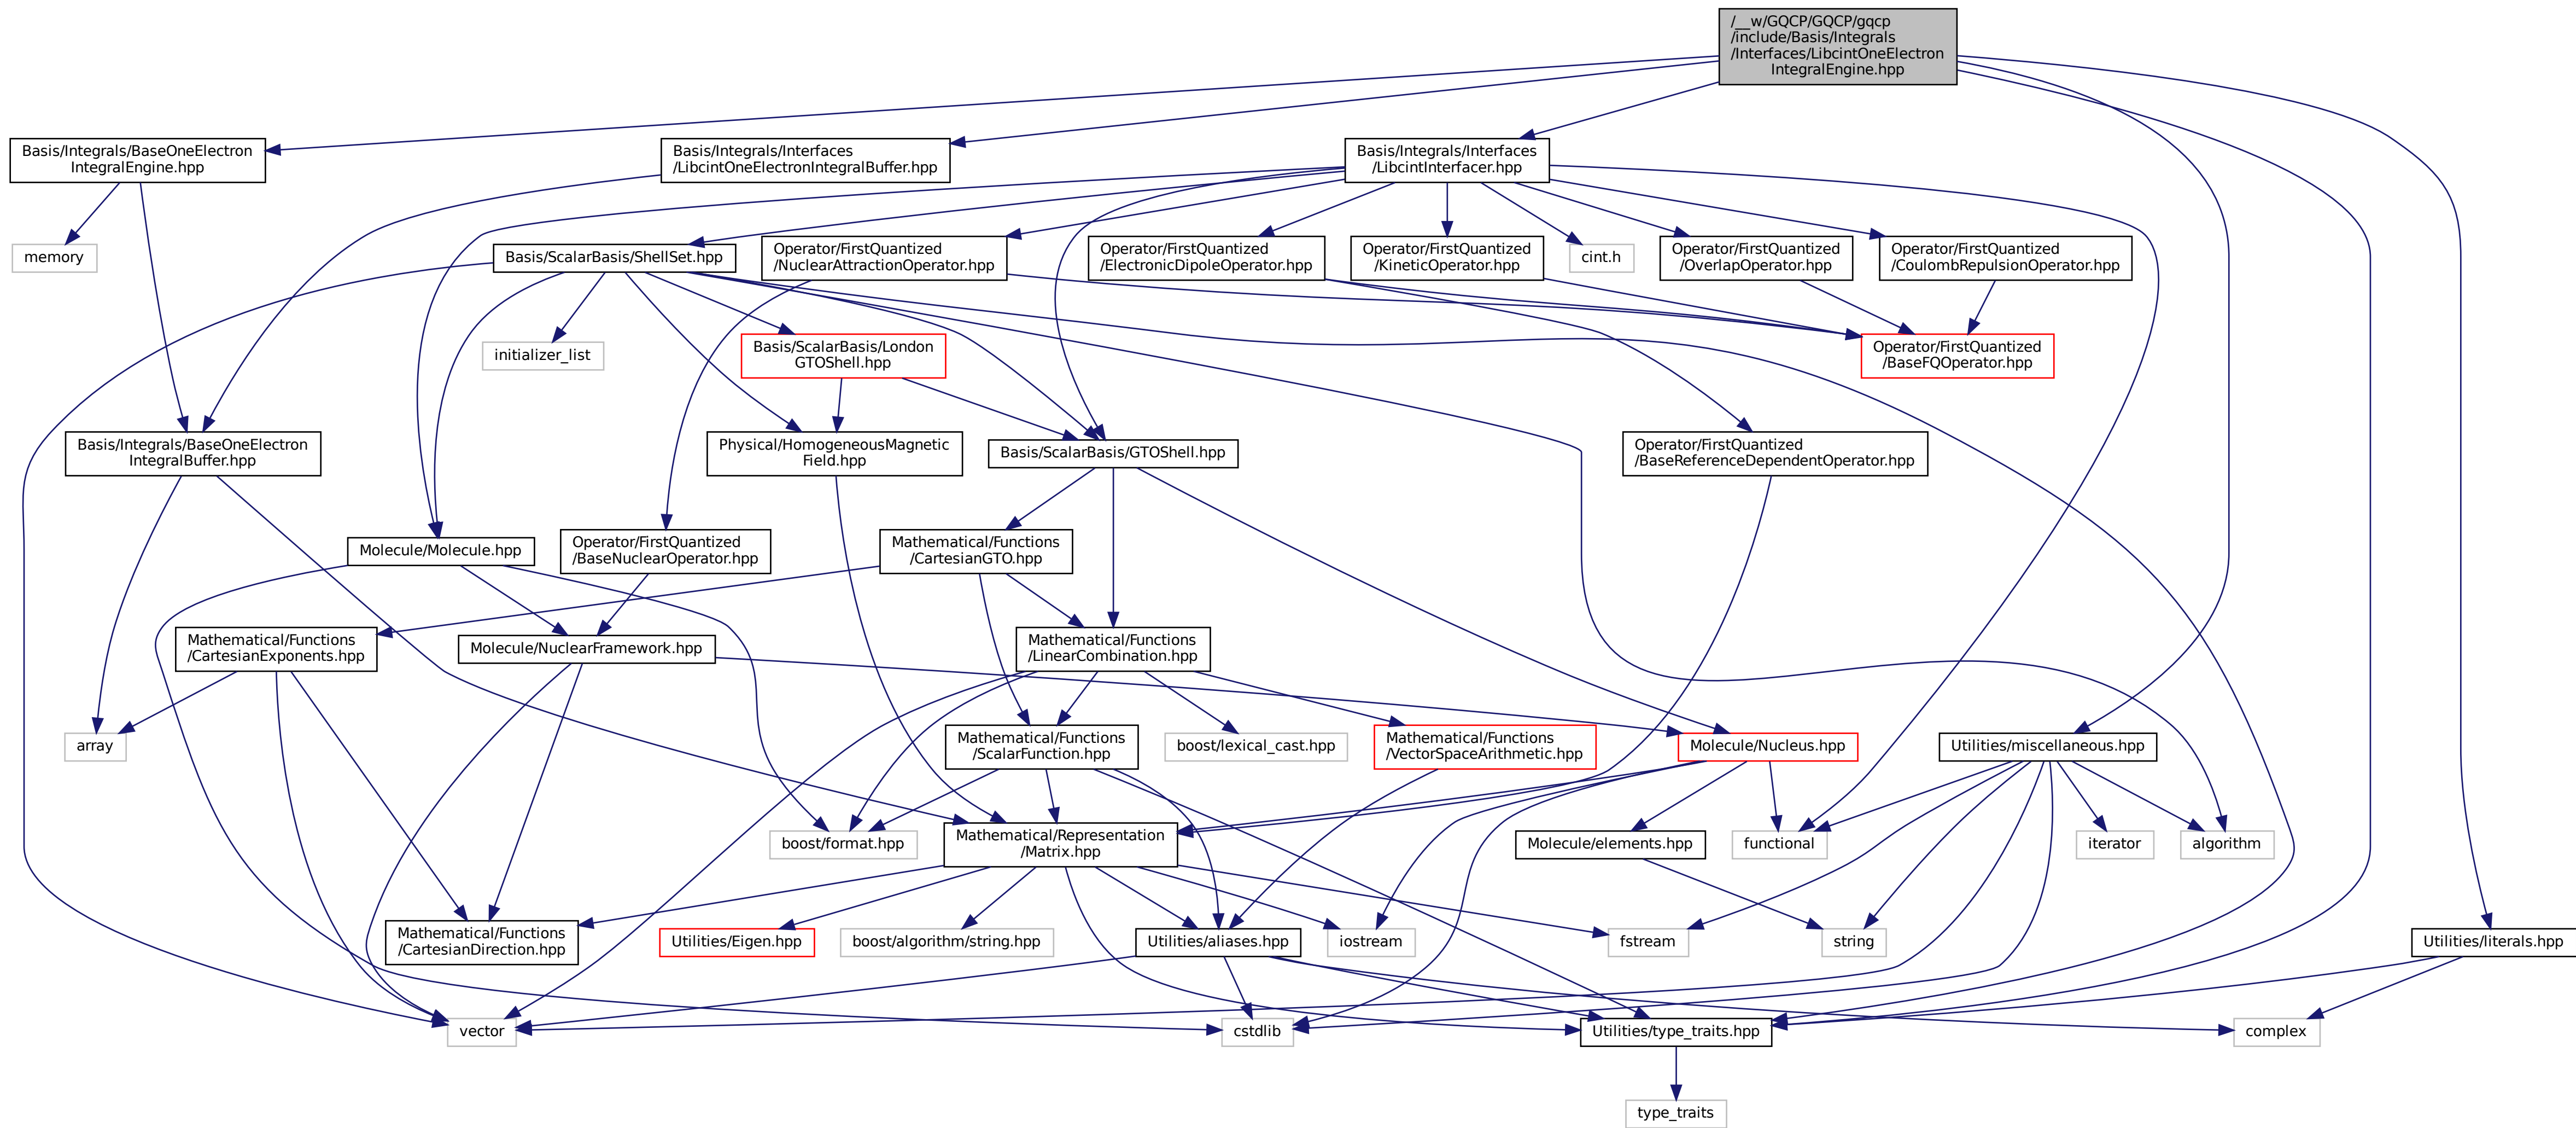 /__w/GQCP/GQCP/gqcp
/include/Basis/Integrals
/Interfaces/LibcintOneElectron
IntegralEngine.hpp
Basis/Integrals/BaseOneElectron
IntegralEngine.hpp
Basis/Integrals/Interfaces
/LibcintOneElectronIntegralBuffer.hpp
Basis/Integrals/Interfaces
/LibcintInterfacer.hpp
memory
Basis/ScalarBasis/ShellSet.hpp
Operator/FirstQuantized
/NuclearAttractionOperator.hpp
Operator/FirstQuantized
/ElectronicDipoleOperator.hpp
Operator/FirstQuantized
/KineticOperator.hpp
cint.h
Operator/FirstQuantized
/OverlapOperator.hpp
Operator/FirstQuantized
/CoulombRepulsionOperator.hpp
initializer_list
Basis/ScalarBasis/London
GTOShell.hpp
Operator/FirstQuantized
/BaseFQOperator.hpp
Basis/Integrals/BaseOneElectron
IntegralBuffer.hpp
Physical/HomogeneousMagnetic
Field.hpp
Basis/ScalarBasis/GTOShell.hpp
Operator/FirstQuantized
/BaseReferenceDependentOperator.hpp
Molecule/Molecule.hpp
Operator/FirstQuantized
/BaseNuclearOperator.hpp
Mathematical/Functions
/CartesianGTO.hpp
Mathematical/Functions
/CartesianExponents.hpp
Molecule/NuclearFramework.hpp
Mathematical/Functions
/LinearCombination.hpp
array
Mathematical/Functions
/ScalarFunction.hpp
boost/lexical_cast.hpp
Mathematical/Functions
/VectorSpaceArithmetic.hpp
Molecule/Nucleus.hpp
Utilities/miscellaneous.hpp
boost/format.hpp
Mathematical/Representation
/Matrix.hpp
Molecule/elements.hpp
functional
iterator
algorithm
Mathematical/Functions
/CartesianDirection.hpp
Utilities/Eigen.hpp
boost/algorithm/string.hpp
Utilities/aliases.hpp
iostream
fstream
string
Utilities/literals.hpp
vector
cstdlib
Utilities/type_traits.hpp
complex
type_traits